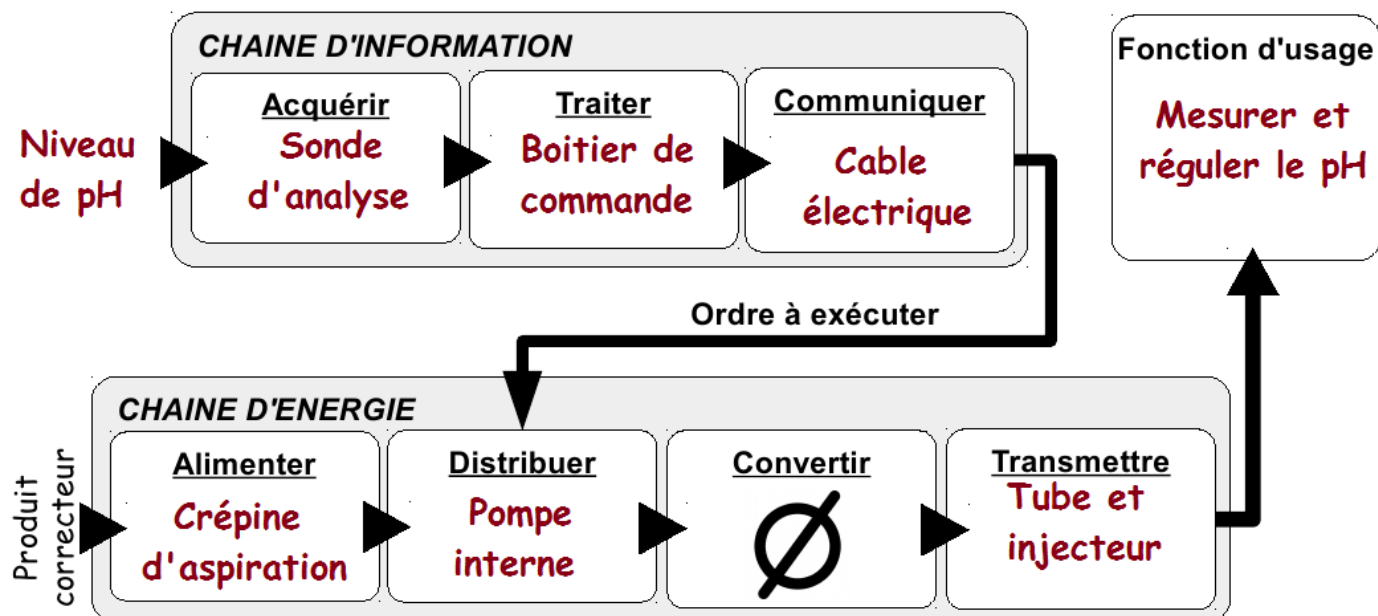 CHAINE D'INFORMATION
Fonction d'usage
Acquérir
Traiter
Communiquer
Niveau
de pH
Sonde
d'analyse
Boitier de
commande
Cable
électrique
Mesurer et
réguler le pH
Ordre à exécuter
CHAINE D'ENERGIE
Produit
correcteur
Alimenter
Crépine
d'aspiration
Distribuer
Pompe
interne
Convertir
Transmettre
Tube et
injecteur